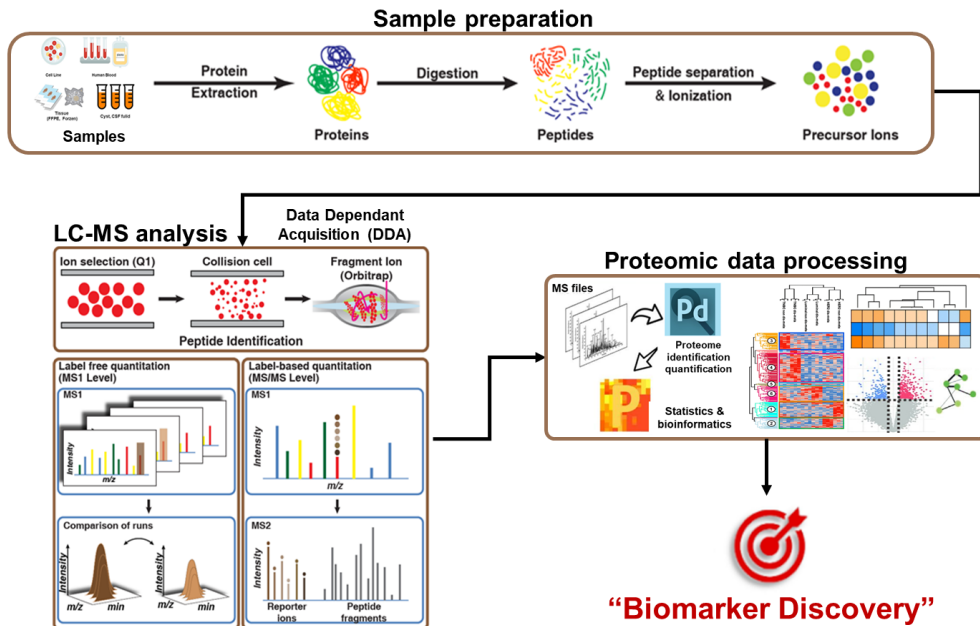 Sample preparation
Cell Line
Human Blood
Tissue
(FFPE, Forzen)
Cyst, CSF fulid
Samples
Protein
Extraction
Proteins
Digestion
Peptides
Peptide separation
& Ionization
Precursor Ions
LC-MS analysis
Data Dependant
Acquisition (DDA)
Ion selection (Q1)
Collision cell
Fragment Ion
(Orbitrap)
Peptide Identification
Label free quantitation
(MS1 Level)
MS1
Intensity
m/z
Comparison of runs
Intensity
m/z
min
Intensity
m/z
min
Label-based quantitation
(MS/MS Level)
MS1
Intensity
m/z
MS2
Intensity
Reporter
ions
Peptide
fragments
Proteomic data processing
MS files
Pd
Proteome
identification
quantification
P
Statistics &
bioinformatics
“Biomarker Discovery”